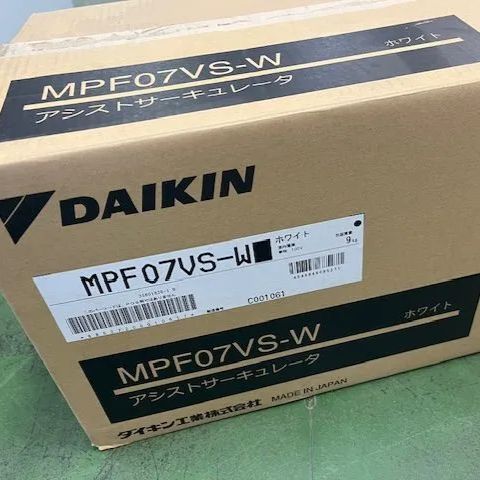 MPF07VS-W
ホワイト
アシストサーキュレータ
DAIKIN
MPF07VS-W
ホワイト
9kg
C001061
MPF07VS-W
ホワイト
アシストサーキュレータ
ダイキン工業株式会社 MADE IN JAPAN